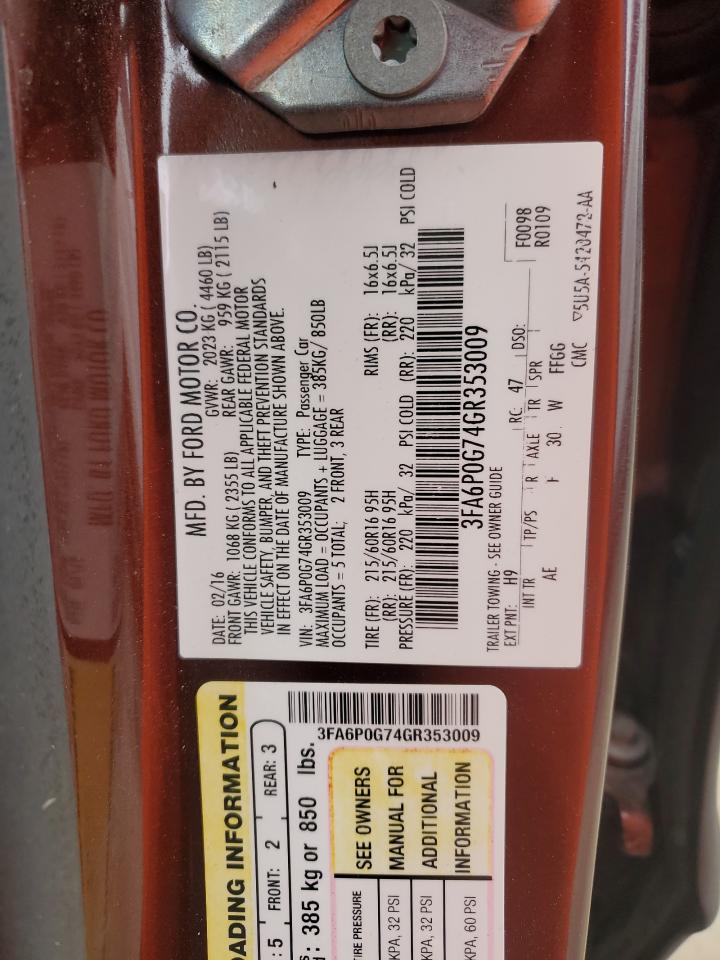 MFD. BY FORD MOTOR CO.
DATE: 02/16 GVWR: 2023 KG ( 4460 LB)
FRONT GAWR: 1068 KG ( 2355 LB) REAR GAWR: 959 KG ( 2115 LB)
THIS VEHICLE CONFORMS TO ALL APPLICABLE FEDERAL MOTOR
VEHICLE SAFETY, BUMPER, AND THEFT PREVENTION STANDARDS
IN EFFECT ON THE DATE OF MANUFACTURE SHOWN ABOVE.
VIN: 3FA6P0G74GR353009 TYPE: Passenger Car
MAXIMUM LOAD = OCCUPANTS + LUGGAGE = 385KG/ 850LB
OCCUPANTS = 5 TOTAL; 2 FRONT, 3 REAR
TIRE (FR): 215/60R16 95H RIMS (FR): 16x6.5J
(RR): 215/60R16 95H (RR): 16x6.5J
PRESSURE (FR): 220 kPa/ 32 PSI COLD (RR): 220 kPa/ 32 PSI COLD
3FA6P0G74GR353009
TRAILER TOWING - SEE OWNER GUIDE
EXT PNT: H9 RC: 47 DSO: F0098
R0109
INT TR TP/PS R AXLE TR SPR
AE 30 W FFGG
CMC
ADING INFORMATION
: 5 FRONT: 2 REAR: 3
: 385 kg or 850 lbs.
3FA6P0G74GR353009
TIRE PRESSURE
KPA, 32 PSI
KPA, 32 PSI
KPA, 60 PSI
SEE OWNERS
MANUAL FOR
ADDITIONAL
INFORMATION